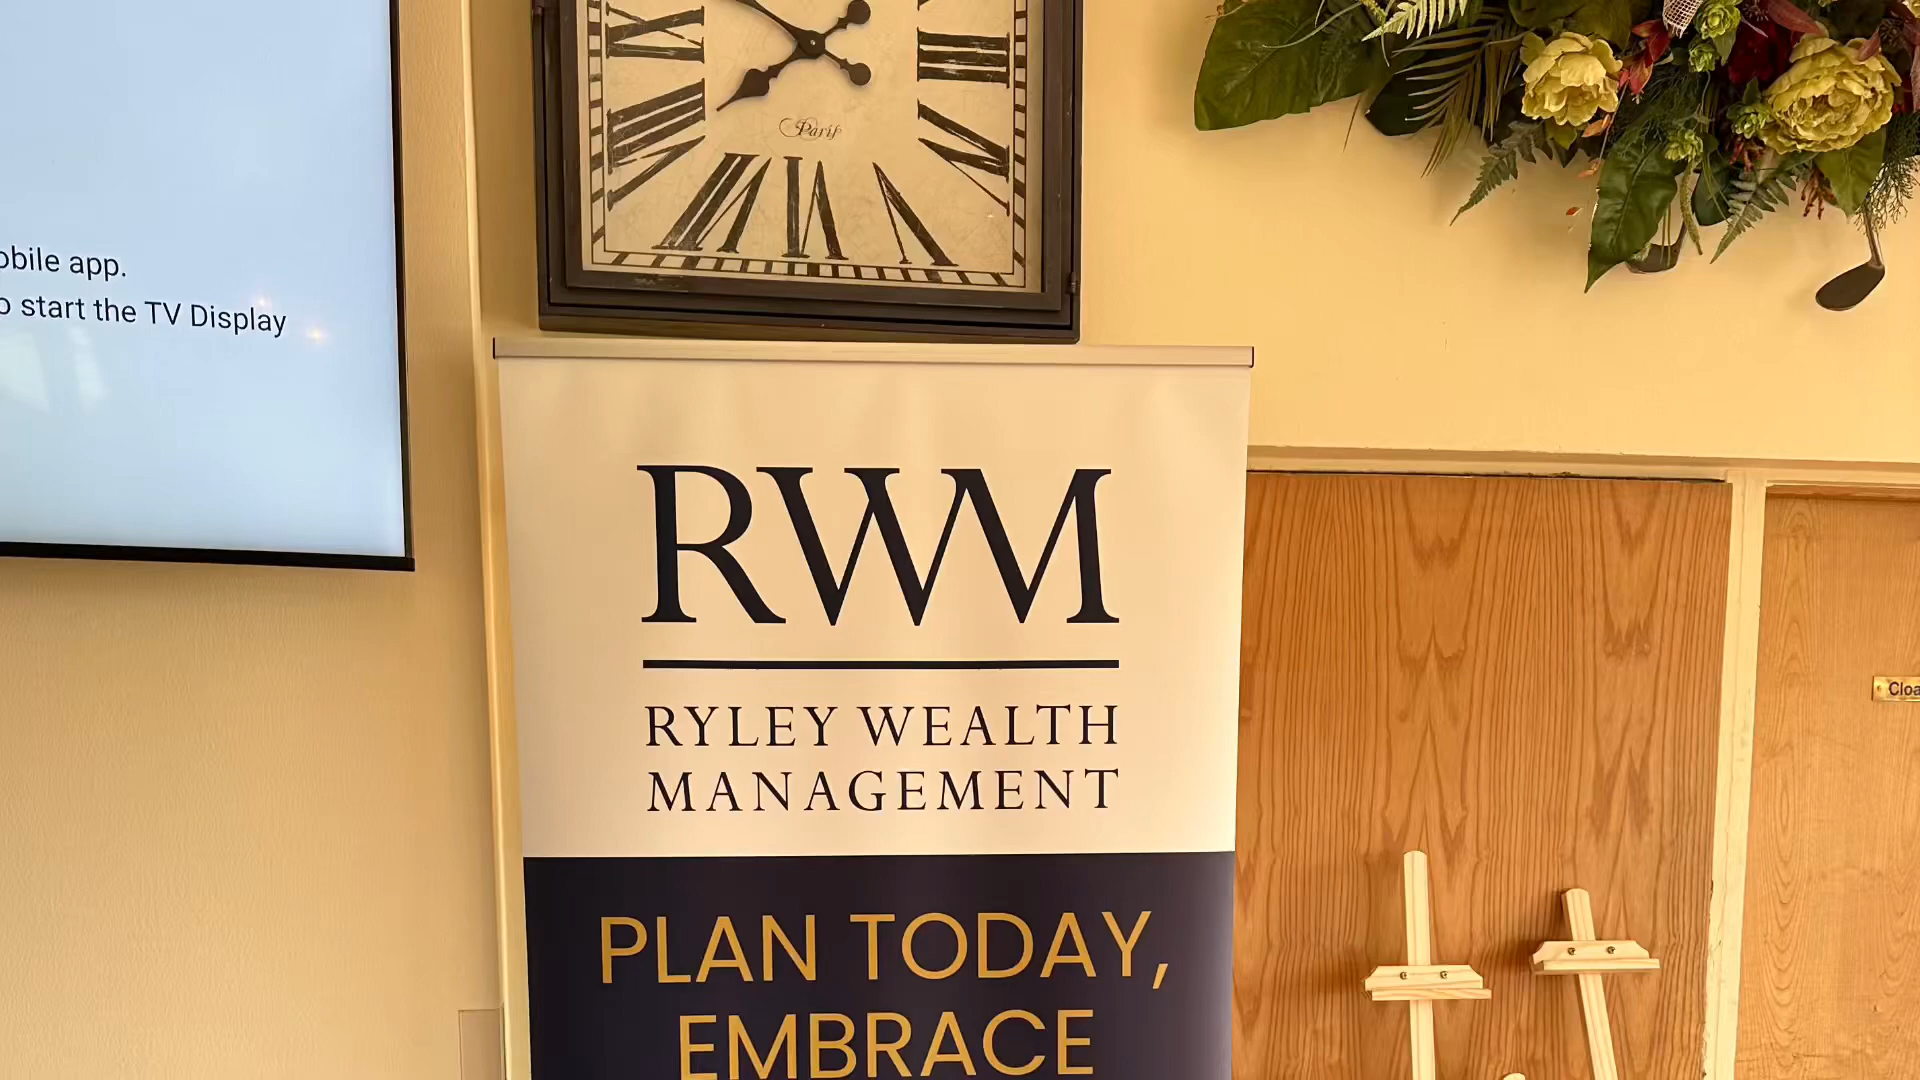 obile app.
o start the TV Display
Paris
RWM
RYLEY WEALTH
MANAGEMENT
PLAN TODAY,
EMBRACE
Cloa